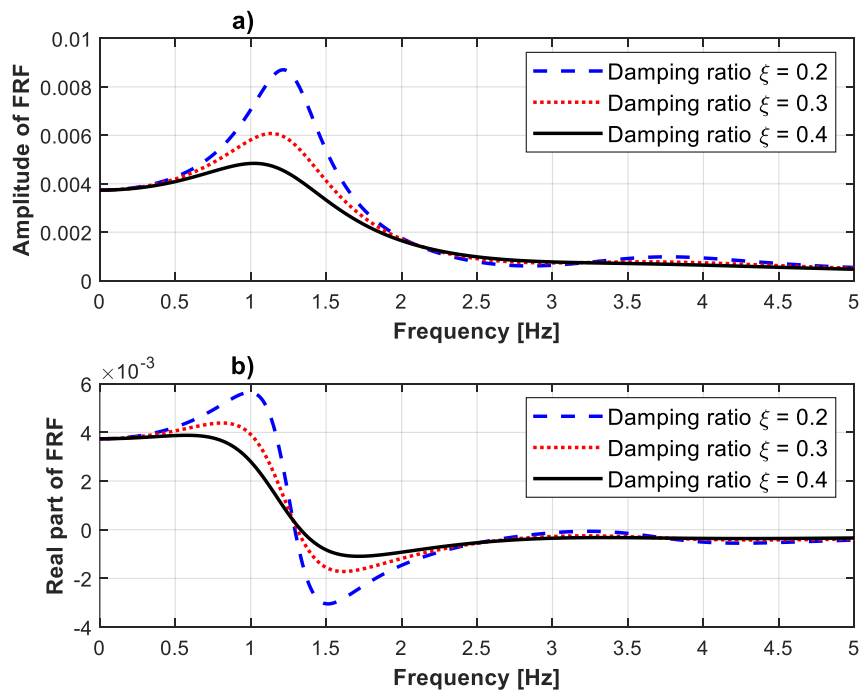 a)
Amplitude of FRF
0.01
0.008
0.006
0.004
0.002
0
Damping ratio ξ = 0.2
Damping ratio ξ = 0.3
Damping ratio ξ = 0.4
0 0.5 1 1.5 2 2.5 3 3.5 4 4.5 5
Frequency [Hz]
b)
×10⁻³
Real part of FRF
6
4
2
0
-2
-4
Damping ratio ξ = 0.2
Damping ratio ξ = 0.3
Damping ratio ξ = 0.4
0 0.5 1 1.5 2 2.5 3 3.5 4 4.5 5
Frequency [Hz]